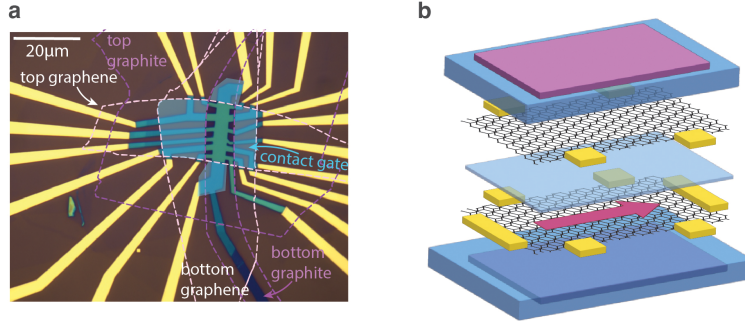 a
b
20µm
top
graphite
top graphene
contact gate
bottom
graphite
bottom
graphene